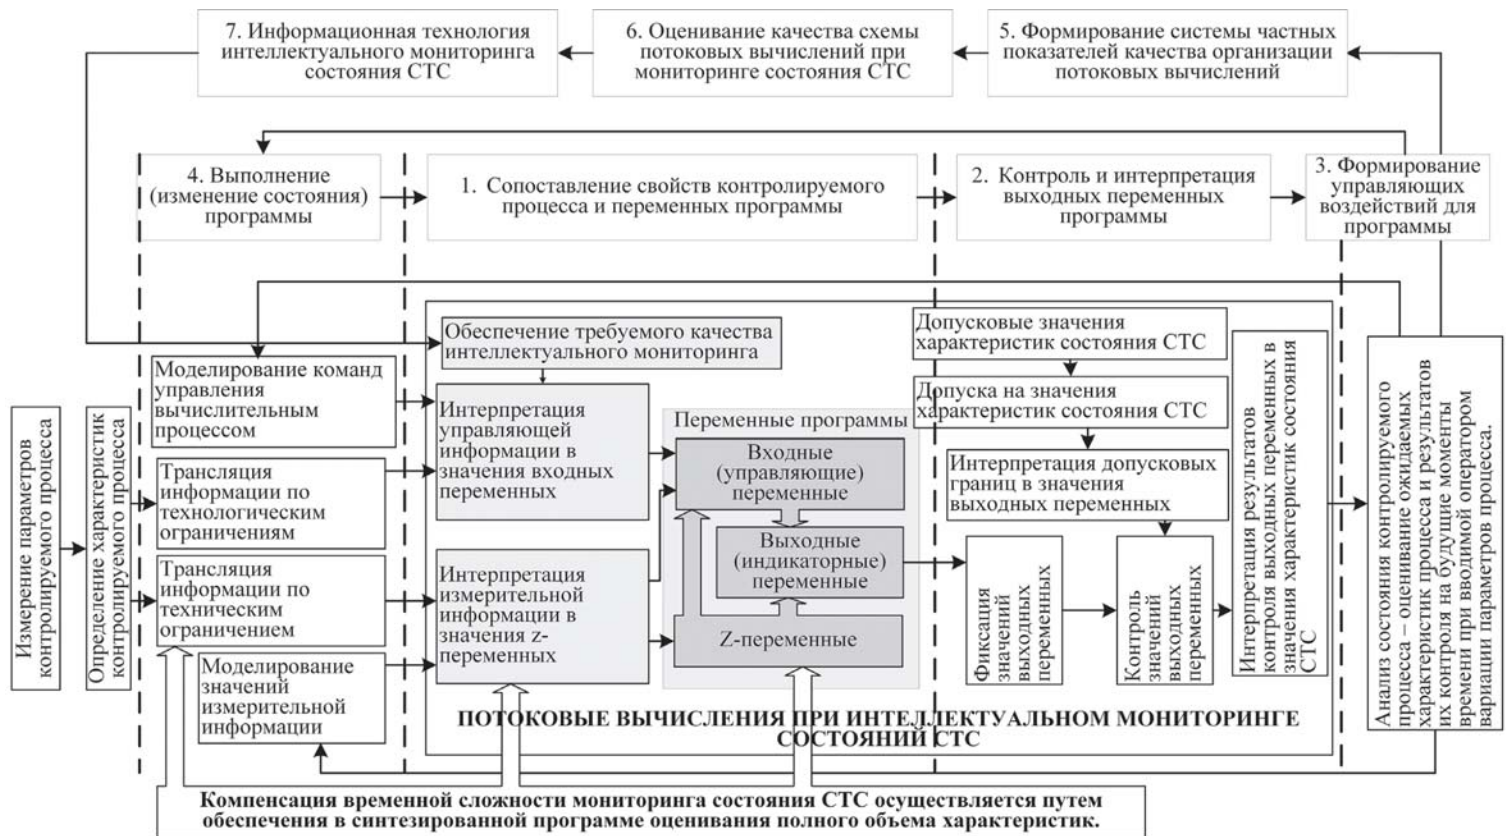 7. Информационная технология
интеллектуального мониторинга
состояния СТС
6. Оценивание качества схемы
потоковых вычислений при
мониторинге состояния СТС
5. Формирование системы частных
показателей качества организации
потоковых вычислений
4. Выполнение
(изменение состояния)
программы
1. Сопоставление свойств контролируемого
процесса и переменных программы
2. Контроль и интерпретация
выходных переменных
программы
3. Формирование
управляющих
воздействий для
программы
Измерение параметров
контролируемого процесса
Определение характеристик
контролируемого процесса
Моделирование команд
управления
вычислительным
процессом
Трансляция
информации по
технологическим
ограничениям
Трансляция
информации по
техническим
ограничением
Моделирование
значений
измерительной
информации
Обеспечение требуемого качества
интеллектуального мониторинга
Интерпретация
управляющей
информации в
значения входных
переменных
Интерпретация
измерительной
информации в
значения z-
переменных
Переменные программы
Входные
(управляющие)
переменные
Выходные
(индикаторные)
переменные
Z-переменные
Допусковые значения
характеристик состояния СТС
Допуска на значения
характеристик состояния СТС
Интерпретация допусковых
границ в значения
выходных переменных
Фиксация
значений
выходных
переменных
Контроль
значений
выходных
переменных
Интерпретация результатов
контроля выходных переменных в
значения характеристик состояния
СТС
Анализ состояния контролируемого
процесса – оценивание ожидаемых
характеристик процесса и результатов
их контроля на будущие моменты
времени при вводимой оператором
вариации параметров процесса.
ПОТОКОВЫЕ ВЫЧИСЛЕНИЯ ПРИ ИНТЕЛЛЕКТУАЛЬНОМ МОНИТОРИНГЕ
СОСТОЯНИЙ СТС
Компенсация временной сложности мониторинга состояния СТС осуществляется путем
обеспечения в синтезированной программе оценивания полного объема характеристик.